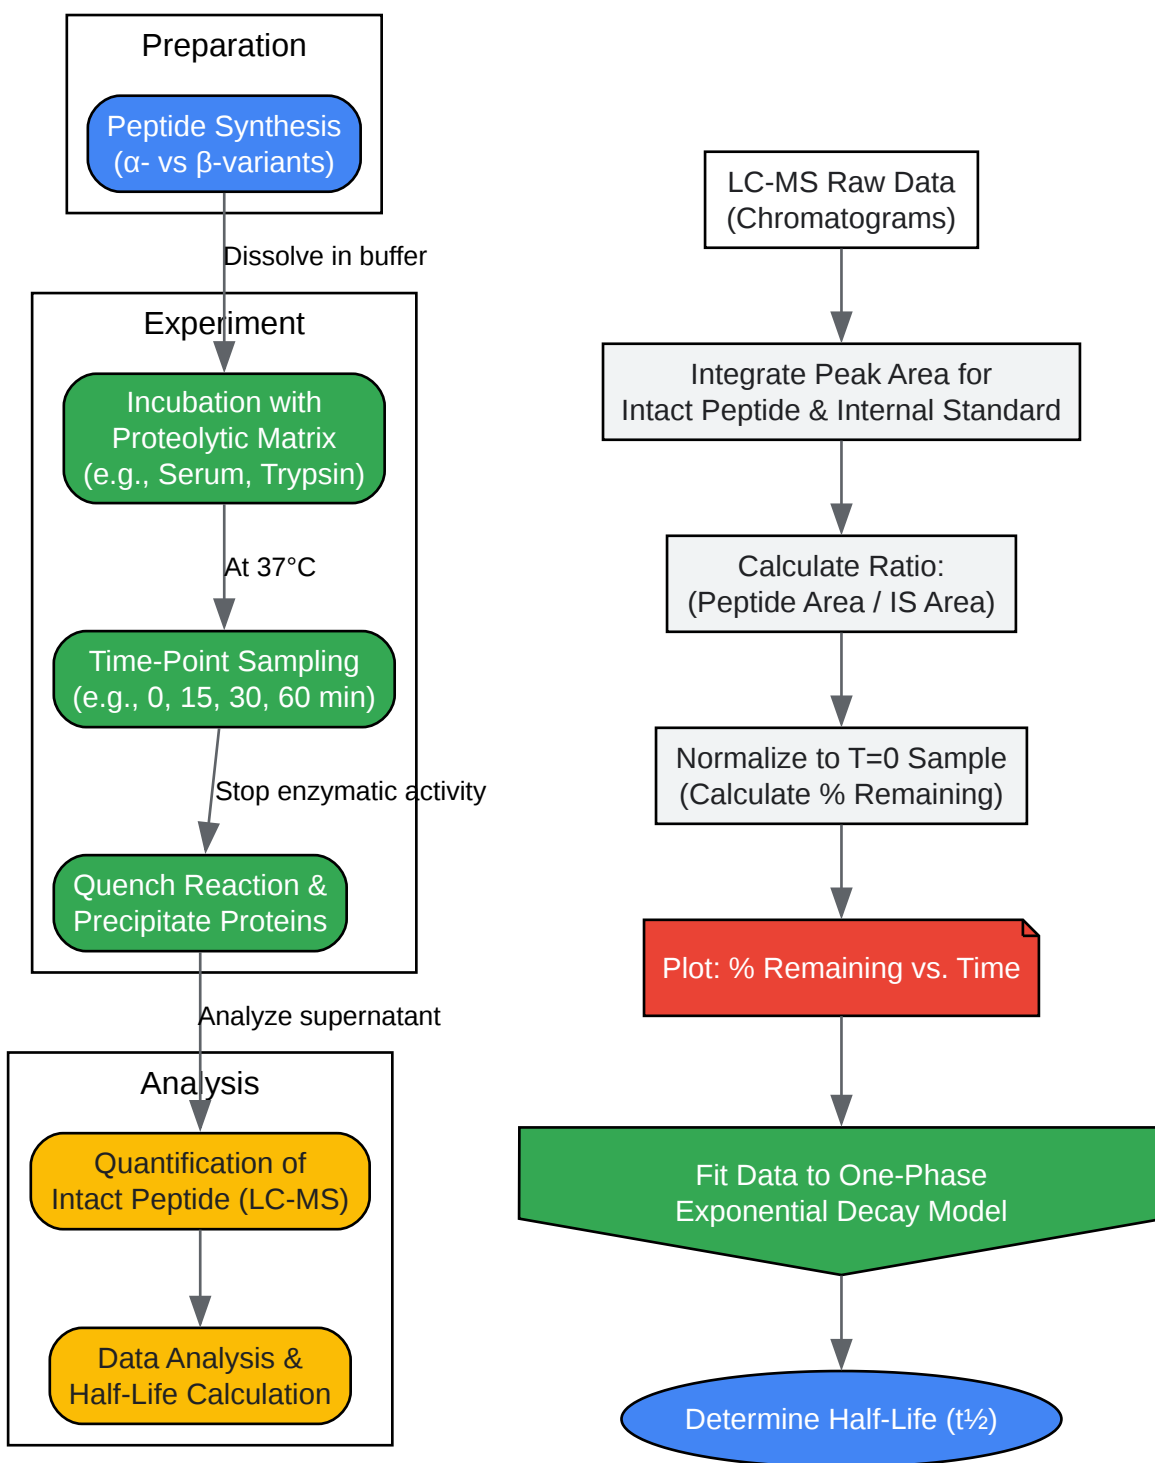 Preparation
Peptide Synthesis
(α- vs β-variants)
Dissolve in buffer
Experiment
Incubation with
Proteolytic Matrix
(e.g., Serum, Trypsin)
At 37°C
Time-Point Sampling
(e.g., 0, 15, 30, 60 min)
Stop enzymatic activity
Quench Reaction &
Precipitate Proteins
Analyze supernatant
Analysis
Quantification of
Intact Peptide (LC-MS)
Data Analysis &
Half-Life Calculation
LC-MS Raw Data
(Chromatograms)
Integrate Peak Area for
Intact Peptide & Internal Standard
Calculate Ratio:
(Peptide Area / IS Area)
Normalize to T=0 Sample
(Calculate % Remaining)
Plot: % Remaining vs. Time
Fit Data to One-Phase
Exponential Decay Model
Determine Half-Life (t½)